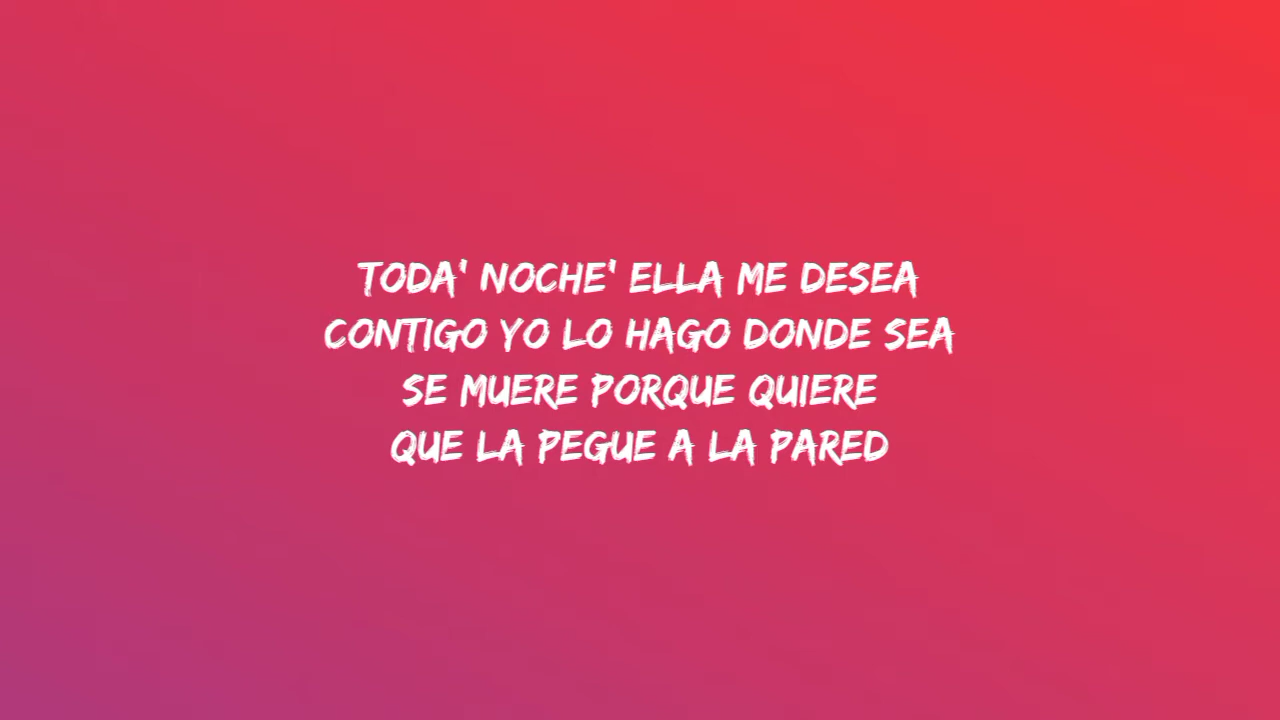 TODA' NOCHE' ELLA ME DESEA
CONTIGO YO LO HAGO DONDE SEA
SE MUERE PORQUE QUIERE
QUE LA PEGUE A LA PARED